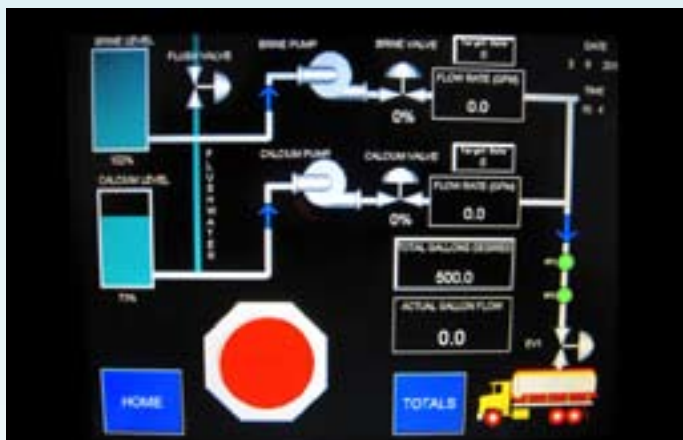 BRINE LEVEL
FLUSH VALVE
BRINE PUMP
BRINE VALVE
Target Rate
0
DATE
FLOW RATE (GPM)
0.0
TIME
0%
100%
CALCIUM LEVEL
FLUSH WATER
CALCIUM PUMP
CALCIUM VALVE
Target Rate
0
FLOW RATE (GPM)
0.0
0%
TOTAL GALLONS DESIRED
500.0
ACTUAL GALLON FLOW
0.0
HOME
TOTALS